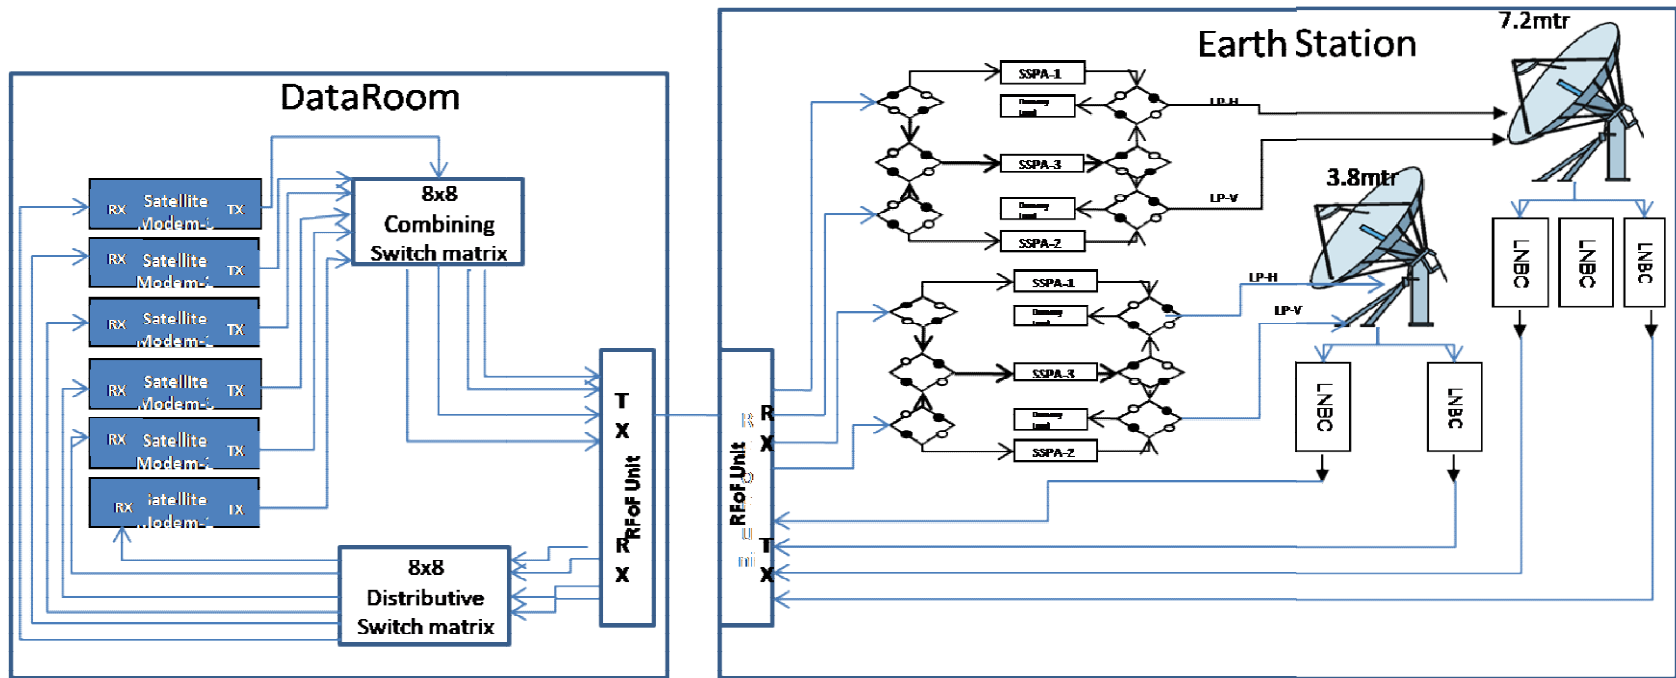 7.2mtr
Earth Station
DataRoom
SSPA-1
LP-H
SSPA-3
LP-V
SSPA-2
3.8mtr
RX
Satellite
TX
8x8
Combining
Switch matrix
RX
Satellite
TX
RX
Satellite
TX
RX
Satellite
TX
RX
Satellite
TX
RX
TX
LNBC
LNBC
LNBC
SSPA-1
LP-H
LP-V
SSPA-3
SSPA-2
LNBC
LNBC
T
X
RFoF Unit
R
X
R
X
RFoF Unit
T
X
8x8
Distributive
Switch matrix